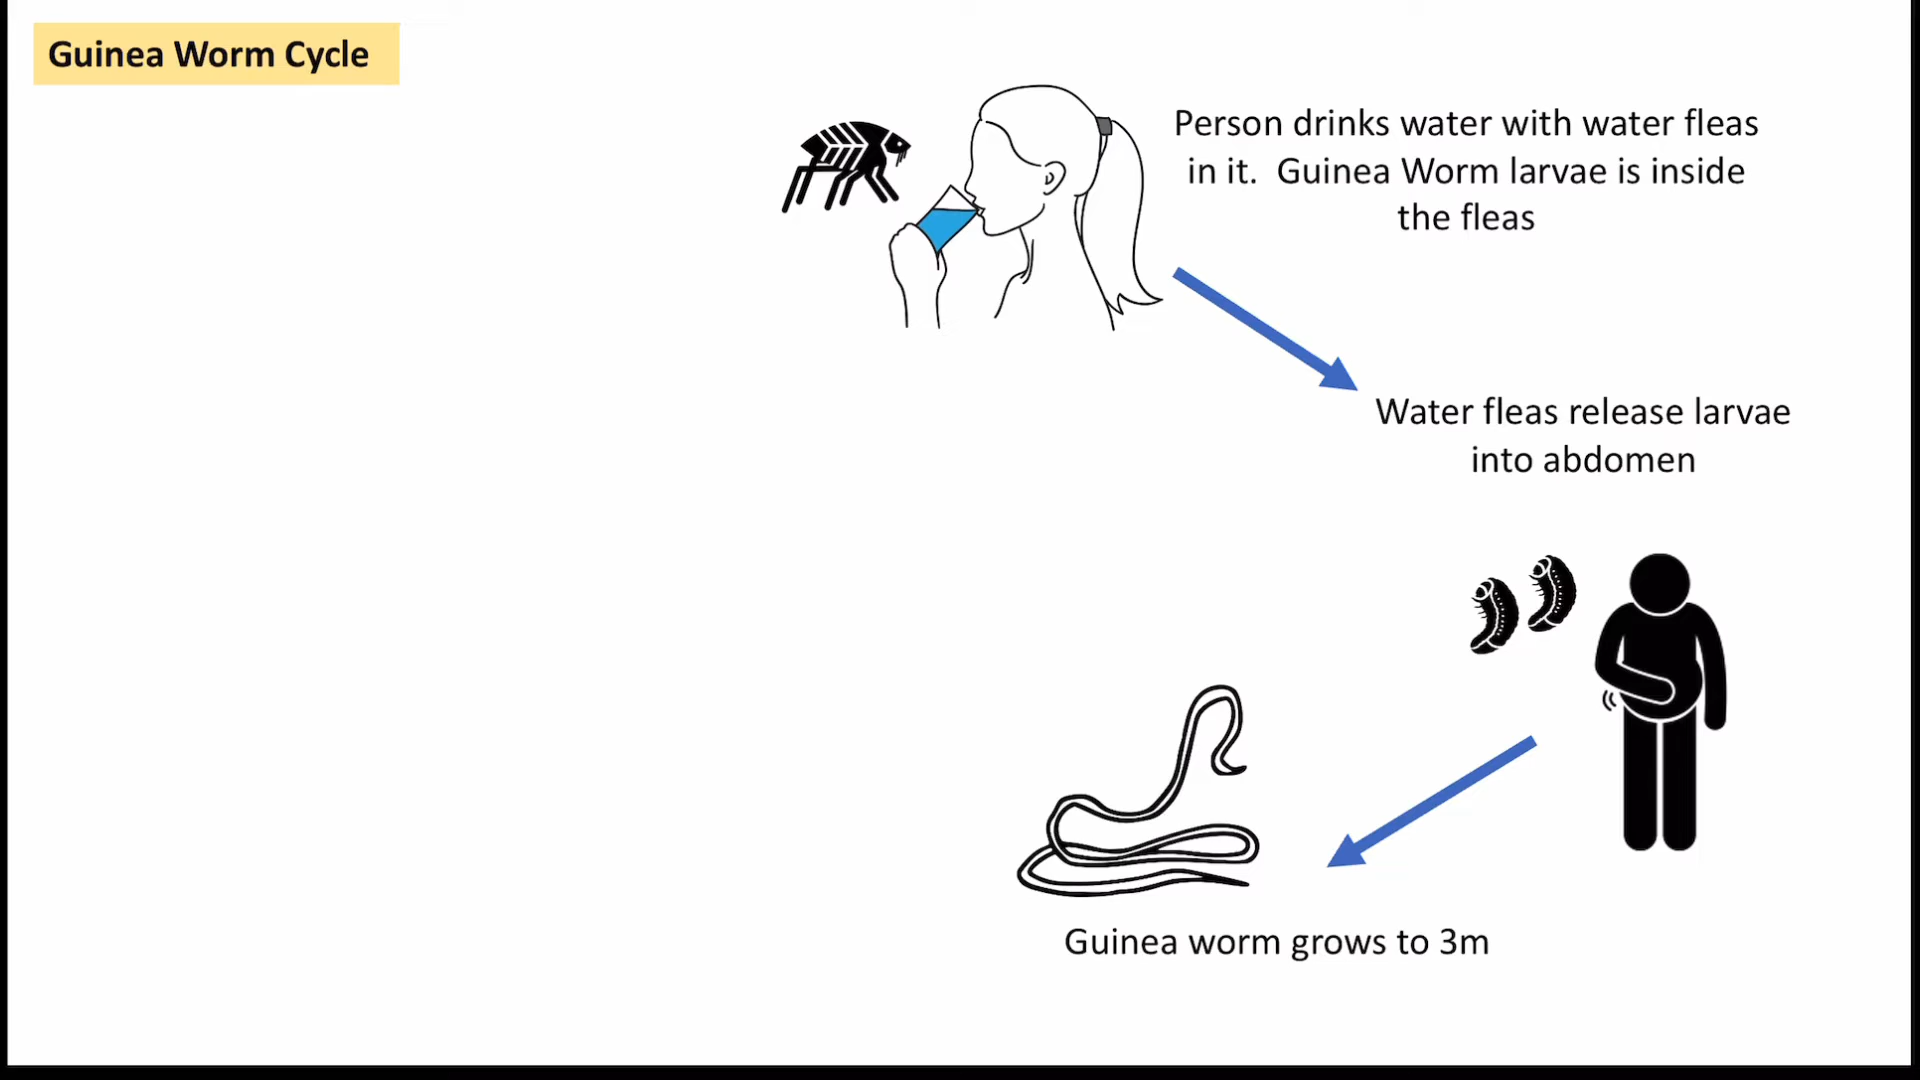 Guinea Worm Cycle
Person drinks water with water fleas
in it.  Guinea Worm larvae is inside
the fleas
Water fleas release larvae
into abdomen
Guinea worm grows to 3m